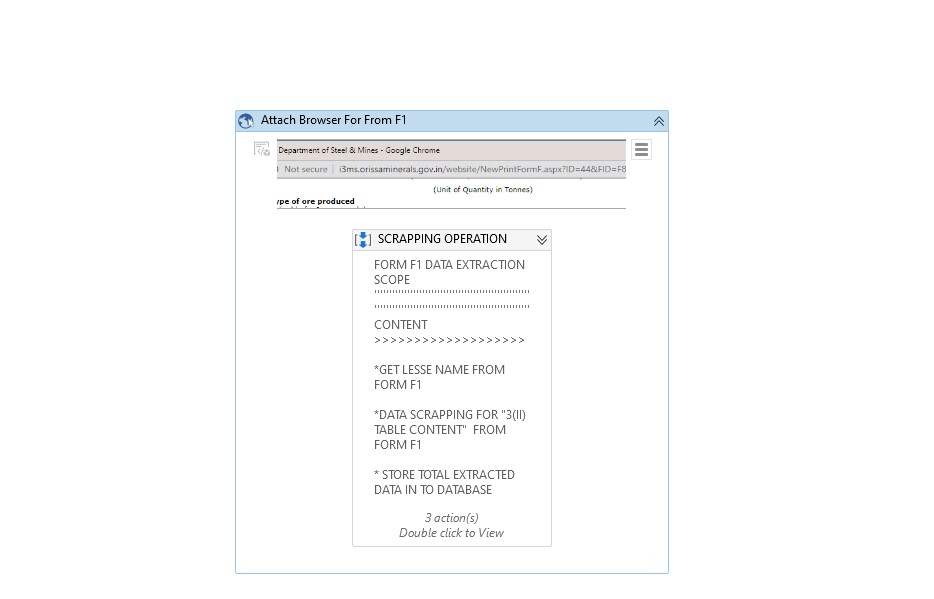 Attach Browser For From F1
Department of Steel & Mines - Google Chrome
Not secure | i3ms.orissaminerals.gov.in/website/NewPrintFormF.aspx?ID=44&FID=F8
(Unit of Quantity in Tonnes)
ype of ore produced
SCRAPPING OPERATION
FORM F1 DATA EXTRACTION
SCOPE
''''''''''''''''''''''''''''''''''''''''''''''''
''''''''''''''''''''''''''''''''''''''''''''''''
CONTENT
>>>>>>>>>>>>>>>>>>>
*GET LESSE NAME FROM
FORM F1
*DATA SCRAPPING FOR "3(II)
TABLE CONTENT"  FROM
FORM F1
* STORE TOTAL EXTRACTED
DATA IN TO DATABASE
3 action(s)
Double click to View